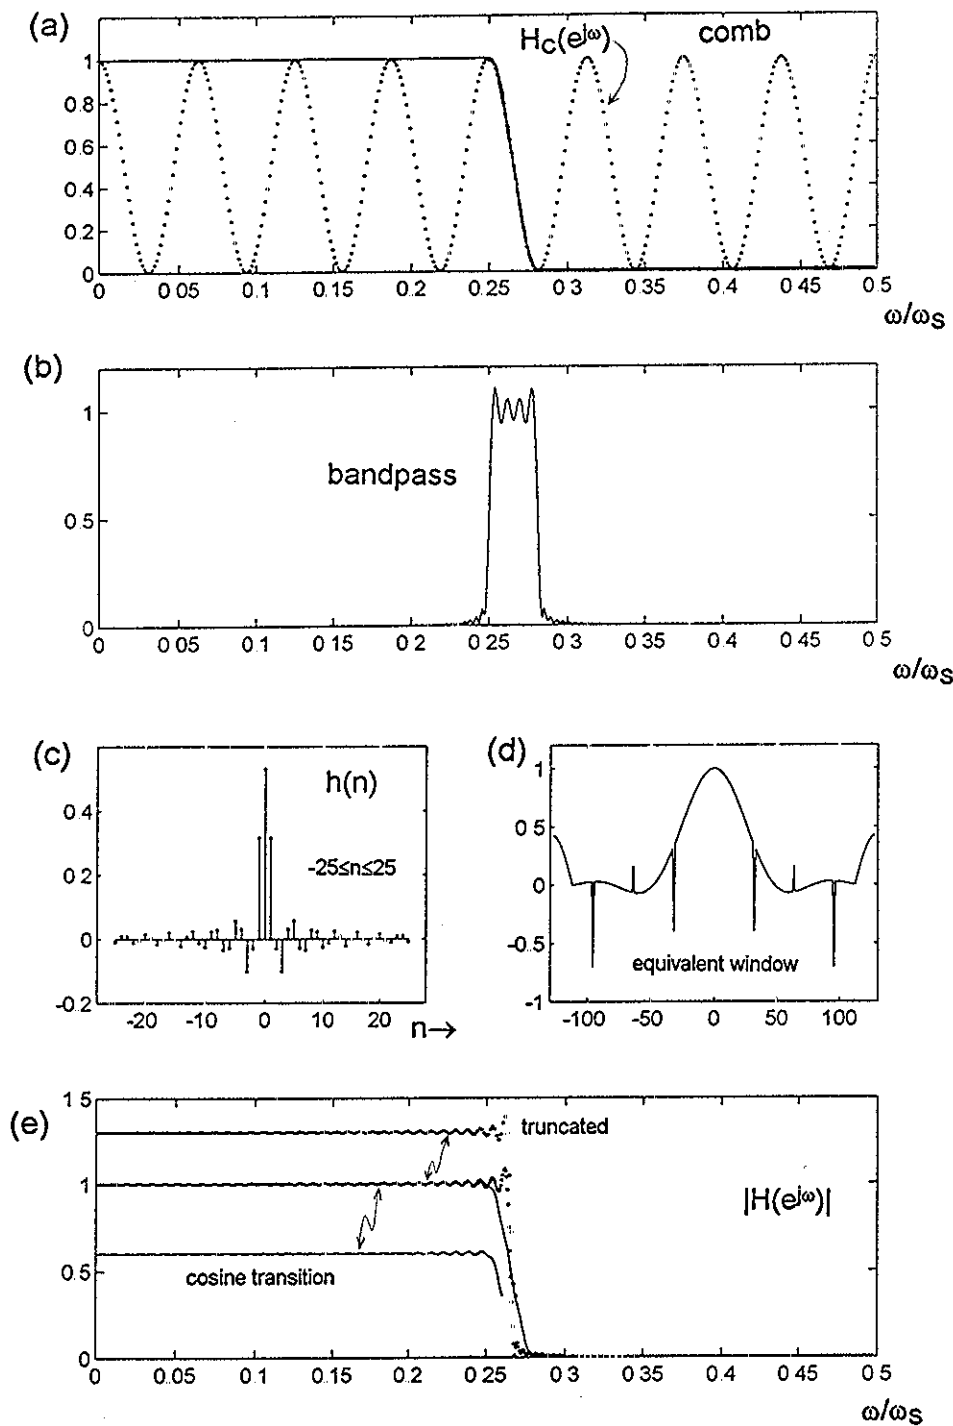 (a)
H_C(e^jω)
comb
1
0.8
0.6
0.4
0.2
0
0 0.05 0.1 0.15 0.2 0.25 0.3 0.35 0.4 0.45 0.5
ω/ω_S
(b)
1
bandpass
0.5
0
0 0.05 0.1 0.15 0.2 0.25 0.3 0.35 0.4 0.45 0.5
ω/ω_S
(c)
h(n)
-25≤n≤25
0.4
0.2
0
-0.2
-20 -10 0 10 20 n→
(d)
1
0.5
0
-0.5
-1
equivalent window
-100 -50 0 50 100
(e)
1.5
truncated
1
|H(e^jω)|
cosine transition
0.5
0
0 0.05 0.1 0.15 0.2 0.25 0.3 0.35 0.4 0.45 0.5
ω/ω_S